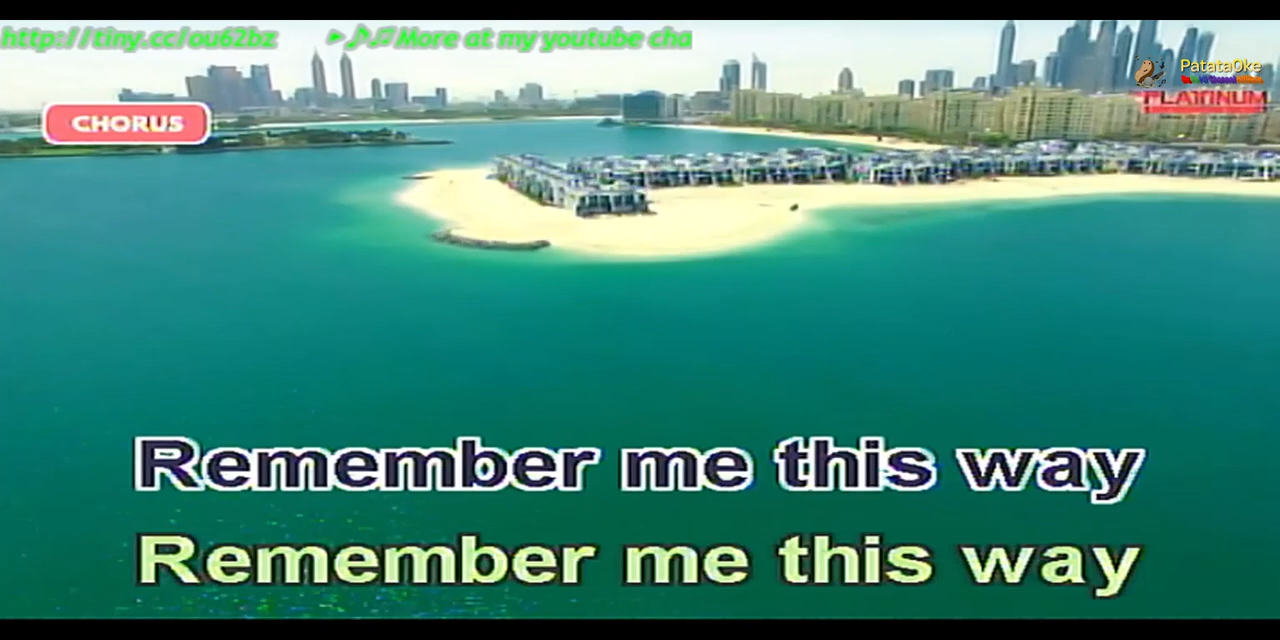 http://tiny.cc/ou62bz ►♪♫More at my youtube cha
PatataOke
PLATINUM
CHORUS
Remember me this way
Remember me this way